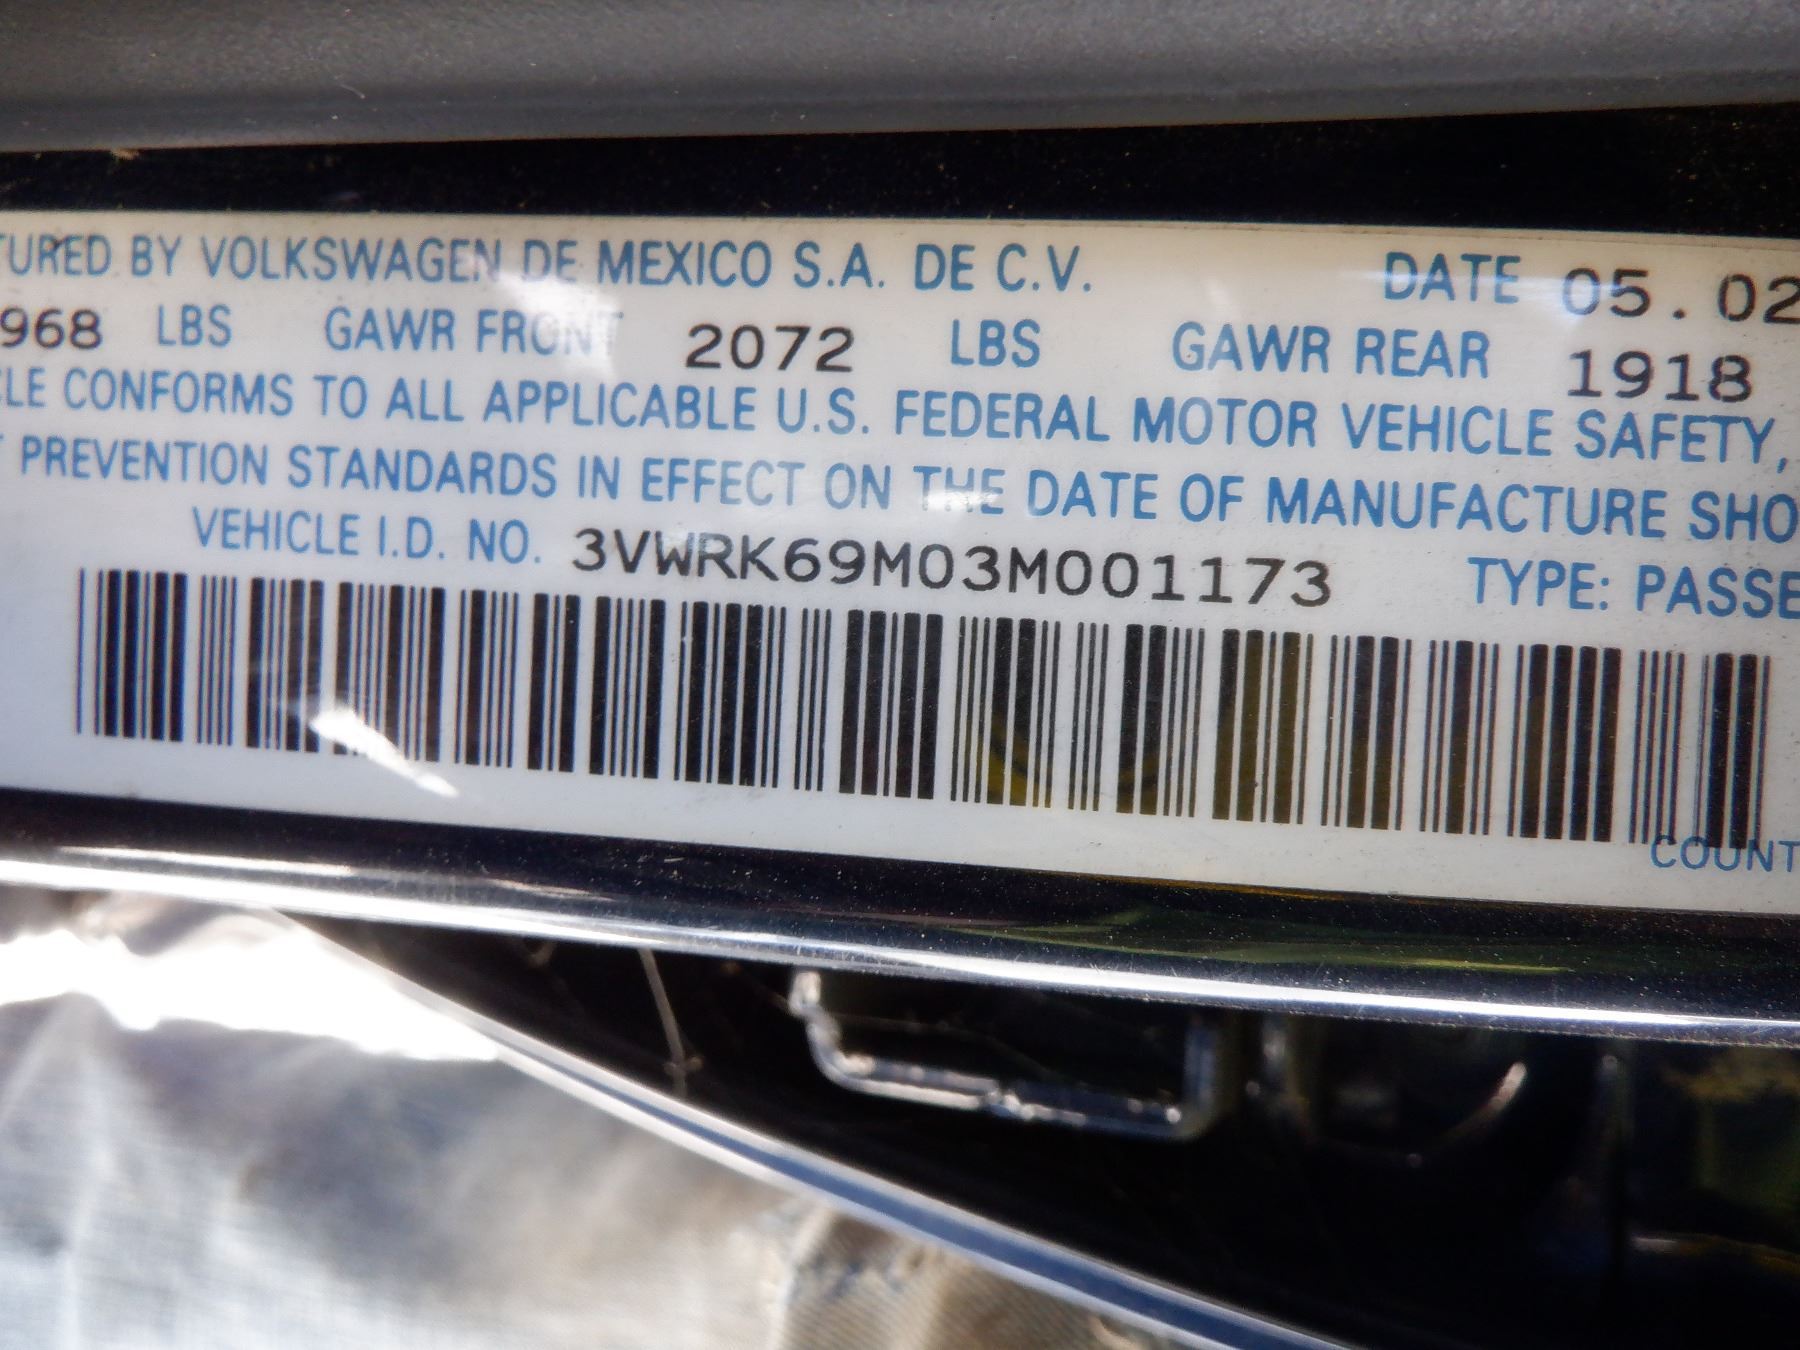 TURED BY VOLKSWAGEN DE MEXICO S.A. DE C.V. DATE 05.02
968 LBS GAWR FRONT 2072 LBS GAWR REAR 1918
CLE CONFORMS TO ALL APPLICABLE U.S. FEDERAL MOTOR VEHICLE SAFETY,
T PREVENTION STANDARDS IN EFFECT ON THE DATE OF MANUFACTURE SHO
VEHICLE I.D. NO. 3VWRK69M03M001173 TYPE: PASSE
COUNT